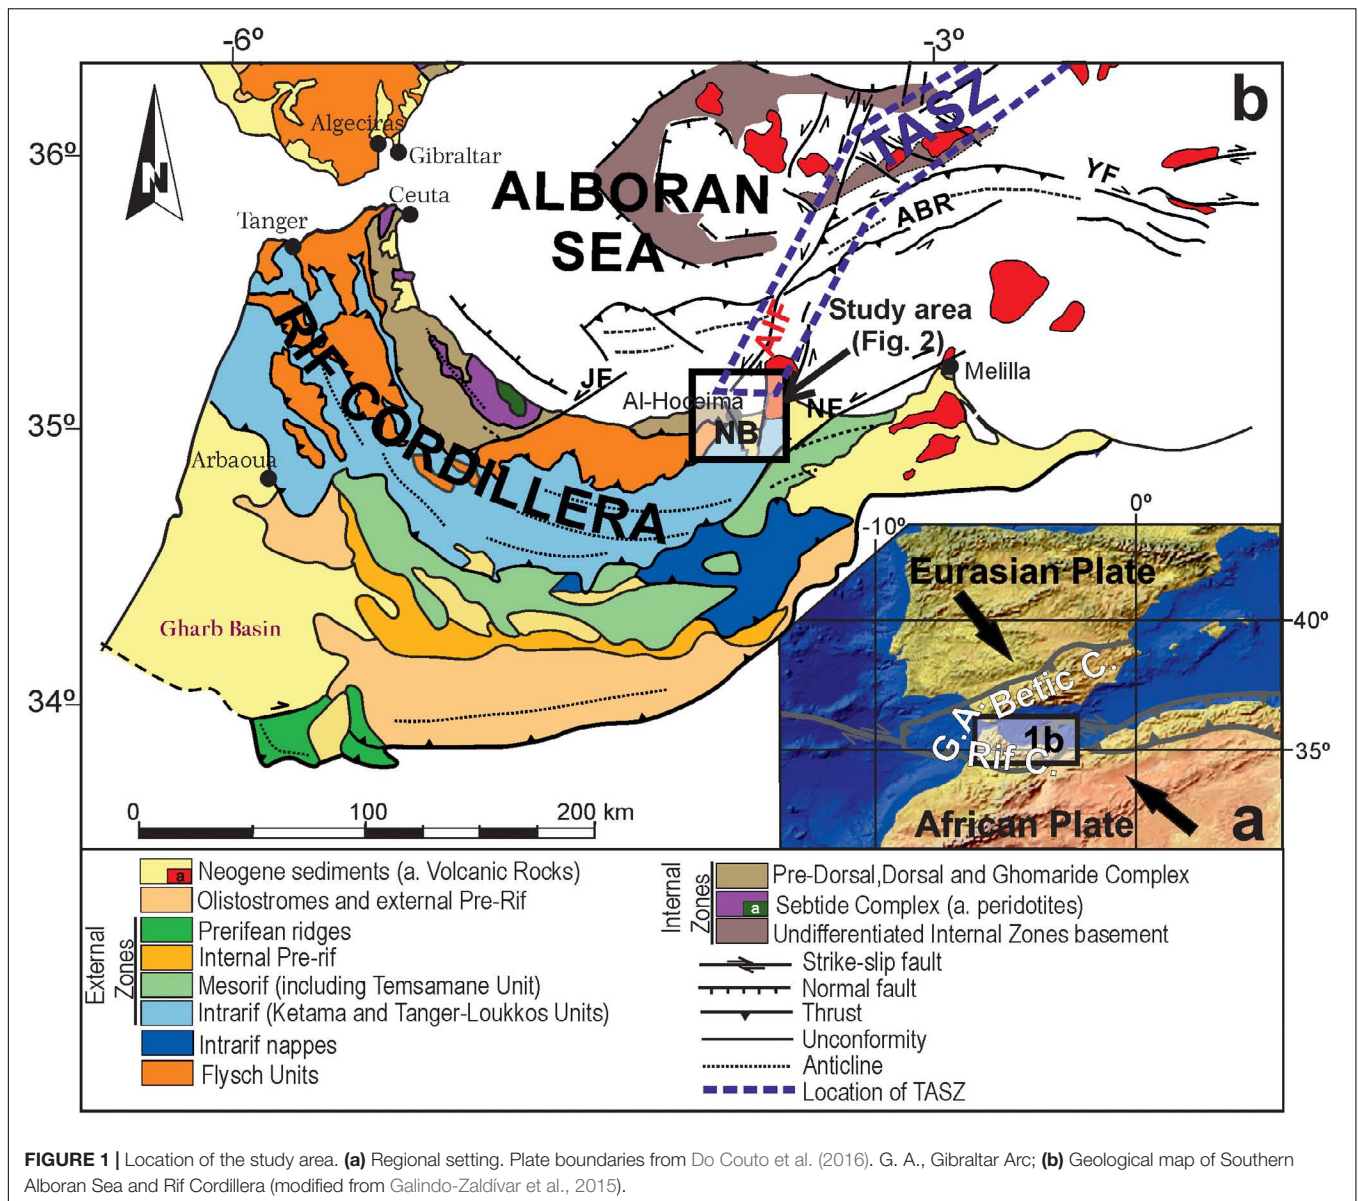 -6º
-3º
b
36º
N
Algeciras
Gibraltar
Ceuta
Tanger
ALBORAN
SEA
TASZ
YF
ABR
AIF
Study area
(Fig. 2)
Melilla
JF
Al-Hoceima
NF
NB
35º
RIF CORDILLERA
Arbaoua
Gharb Basin
34º
0 100 200 km
0º
-10º
Eurasian Plate
40º
G.A.
Betic C.
1b
Rif C.
35º
African Plate
a
External
Zones
a Neogene sediments (a. Volcanic Rocks)
Olistostromes and external Pre-Rif
Prerifean ridges
Internal Pre-rif
Mesorif (including Temsamane Unit)
Intrarif (Ketama and Tanger-Loukkos Units)
Intrarif nappes
Flysch Units
Internal
Zones
Pre-Dorsal,Dorsal and Ghomaride Complex
a Sebtide Complex (a. peridotites)
Undifferentiated Internal Zones basement
Strike-slip fault
Normal fault
Thrust
Unconformity
Anticline
Location of TASZ
FIGURE 1 | Location of the study area. (a) Regional setting. Plate boundaries from Do Couto et al. (2016). G. A., Gibraltar Arc; (b) Geological map of Southern
Alboran Sea and Rif Cordillera (modified from Galindo-Zaldívar et al., 2015).